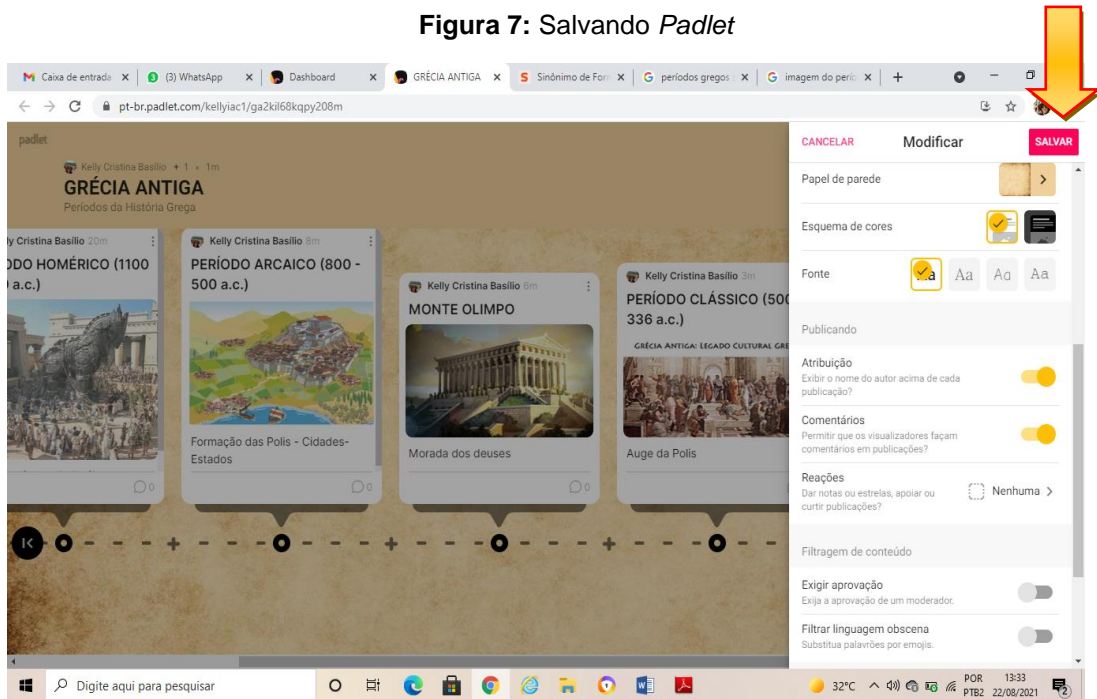 Figura 7: Salvando Padlet
Caixa de entrada
(3) WhatsApp
Dashboard
GRÉCIA ANTIGA
Sinônimo de For
períodos gregos
imagem do perío
pt-br.padlet.com/kellyiac1/ga2kil68kqpy208m
padlet
Kelly Cristina Basílio + 1 • 1m
GRÉCIA ANTIGA
Períodos da História Grega
ly Cristina Basílio 20m
ODO HOMÉRICO (1100
a.c.)
Kelly Cristina Basílio 8m
PERÍODO ARCAICO (800 -
500 a.c.)
Formação das Polis - Cidades-
Estados
0
0
Kelly Cristina Basílio 6m
MONTE OLIMPO
Morada dos deuses
0
Kelly Cristina Basílio 3m
PERÍODO CLÁSSICO (500
336 a.c.)
GRÉCIA ANTIGA: LEGADO CULTURAL GRE
Auge da Polis
CANCELAR
Modificar
SALVAR
Papel de parede
Esquema de cores
Fonte
a
Aa
Aa
Aa
Publicando
Atribuição
Exibir o nome do autor acima de cada
publicação?
Comentários
Permitir que os visualizadores façam
comentários em publicações?
Reações
Dar notas ou estrelas, apoiar ou
curtir publicações?
Nenhuma
Filtragem de conteúdo
Exigir aprovação
Exija a aprovação de um moderador.
Filtrar linguagem obscena
Substitua palavrões por emojis.
Digite aqui para pesquisar
32°C
POR
PTB2
13:33
22/08/2021
2